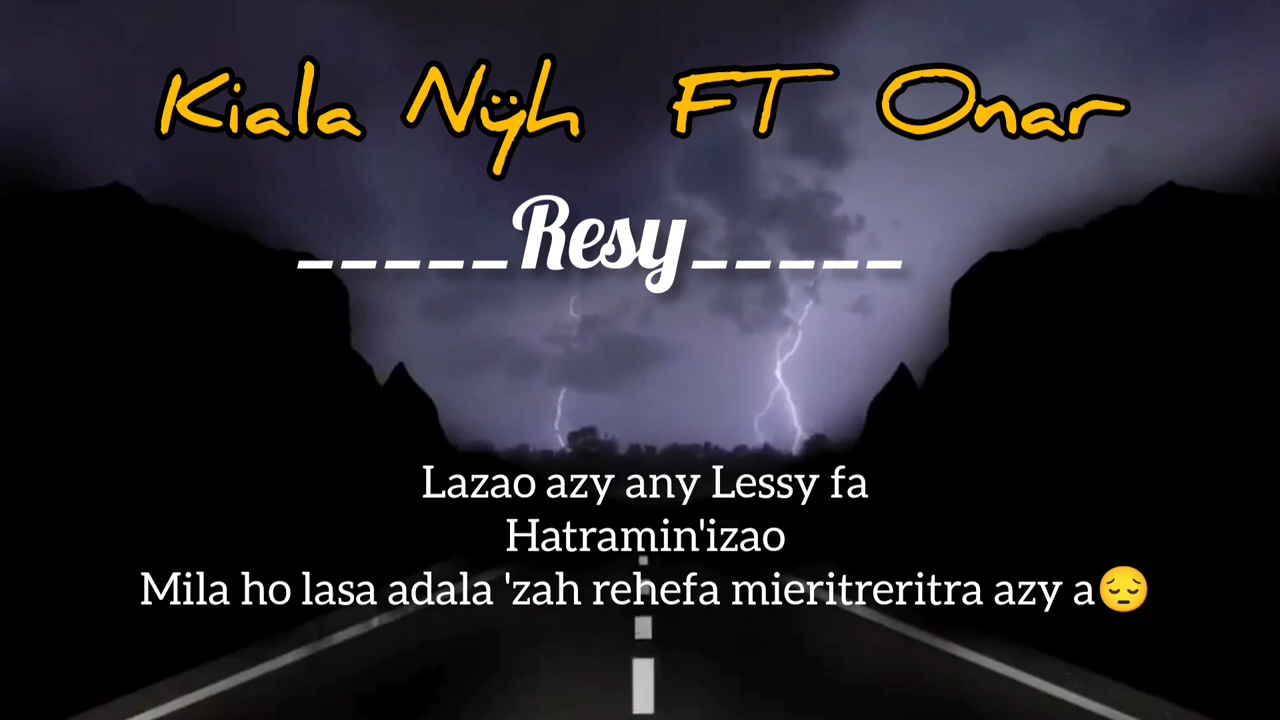 Kiala Nÿh FT Onar
_____Resy_____
Lazao azy any Lessy fa
Hatramin'izao
Mila ho lasa adala 'zah rehefa mieritreritra azy a😔